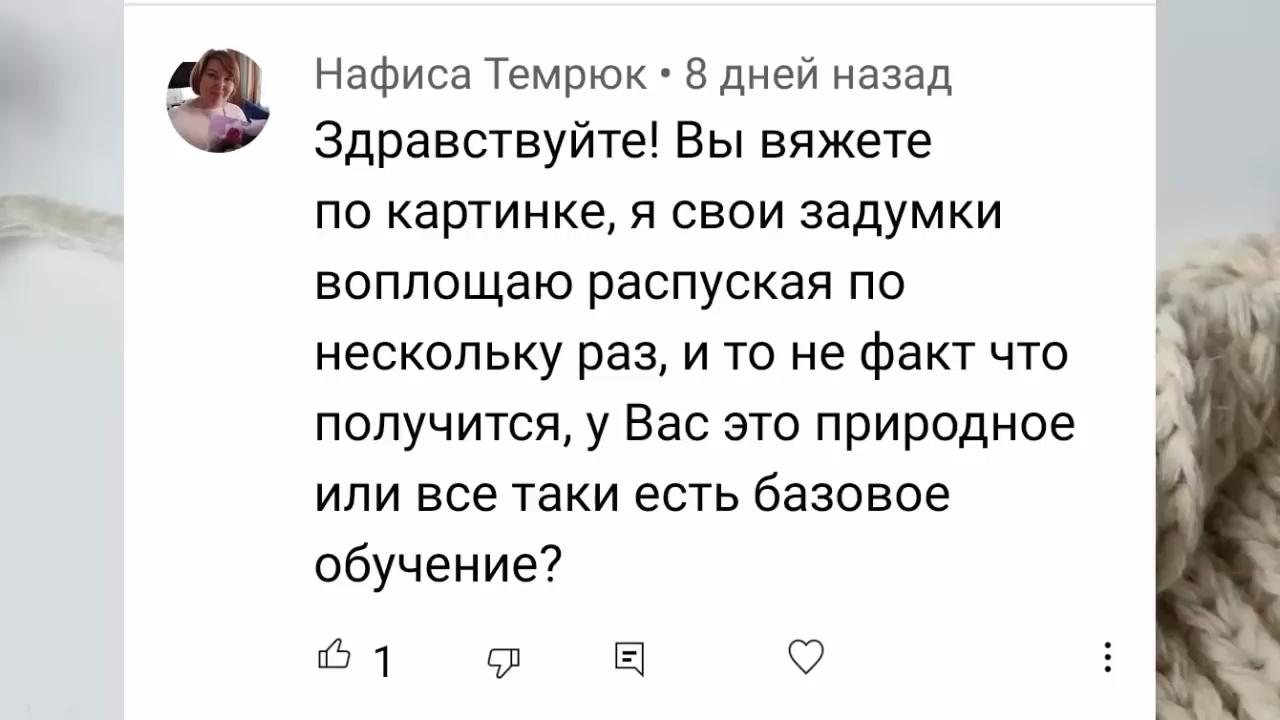 Нафиса Темрюк • 8 дней назад
Здравствуйте! Вы вяжете
по картинке, я свои задумки
воплощаю распуская по
нескольку раз, и то не факт что
получится, у Вас это природное
или все таки есть базовое
обучение?
1